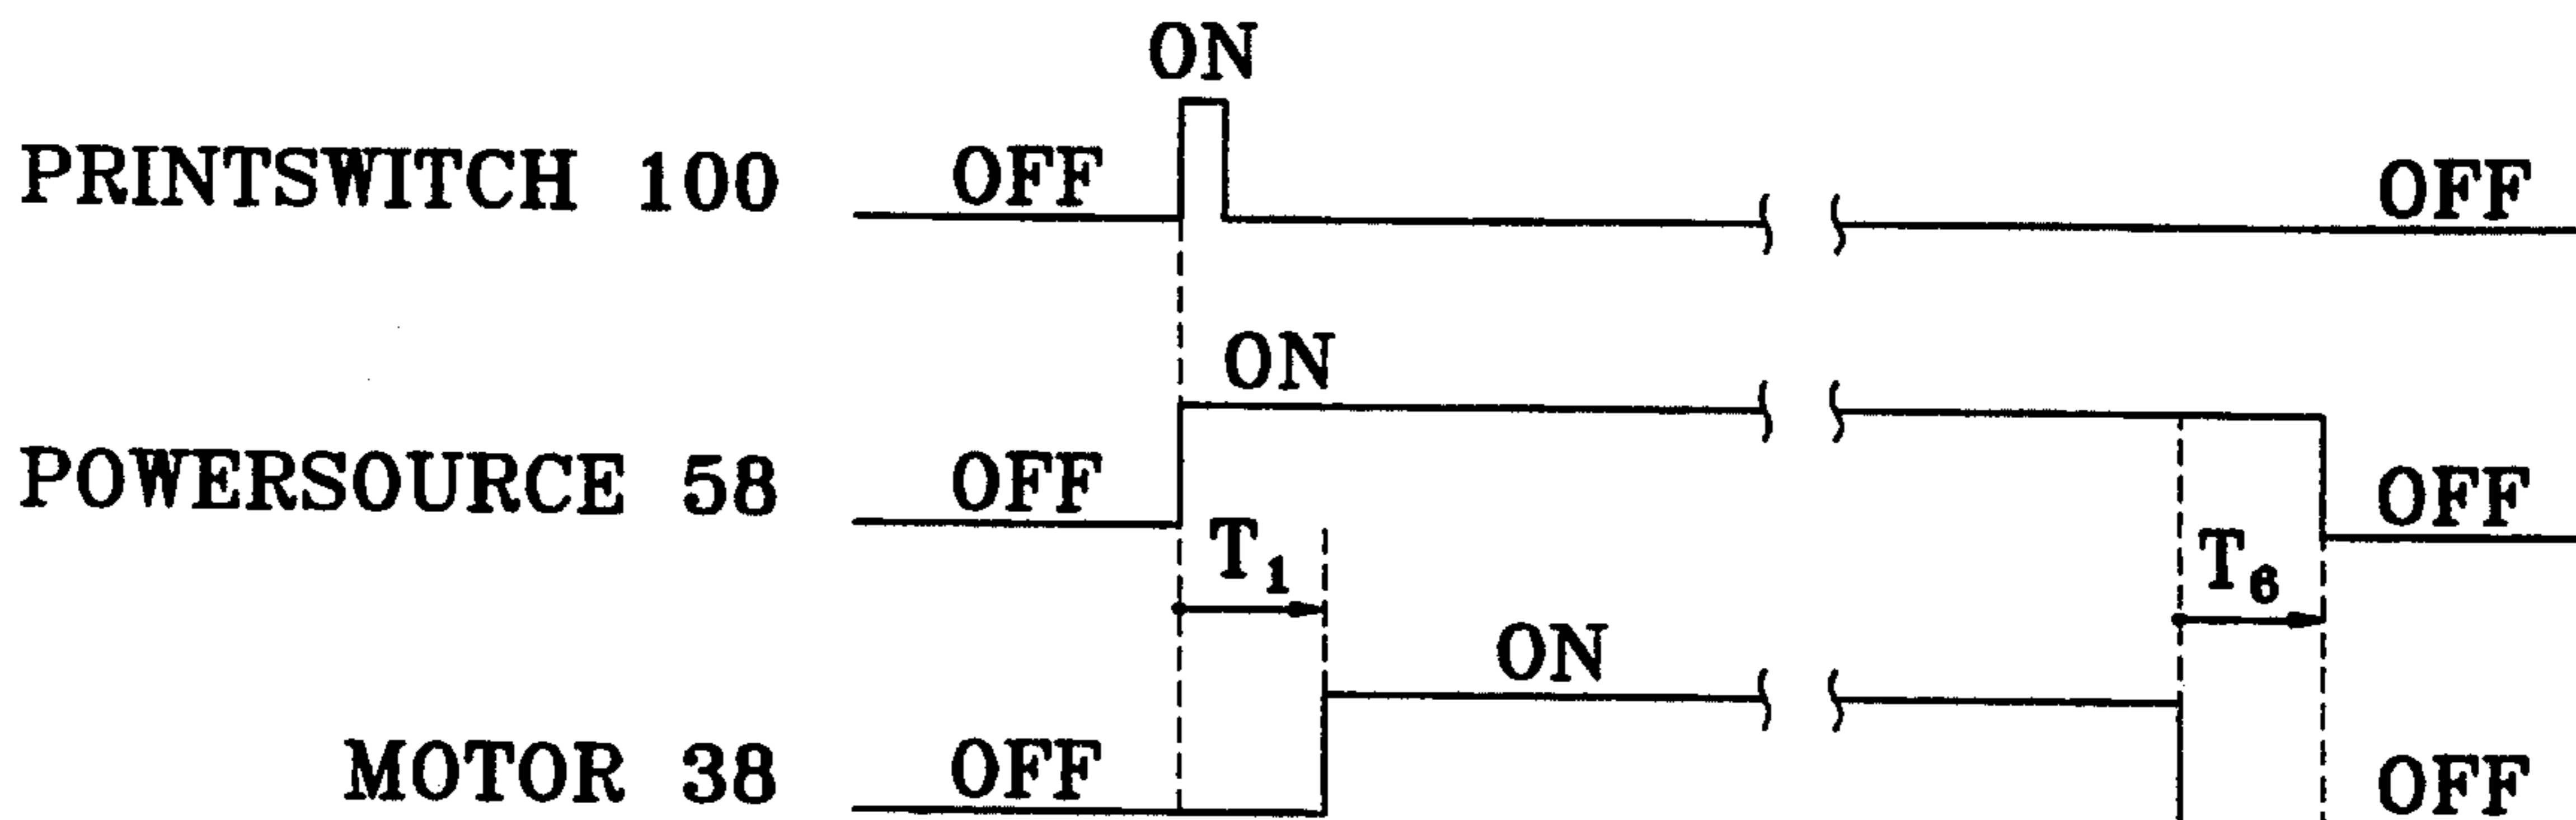 ON
PRINTSWITCH 100 OFF OFF
ON
POWERSOURCE 58 OFF OFF
T₁ T₆
ON
MOTOR 38 OFF OFF